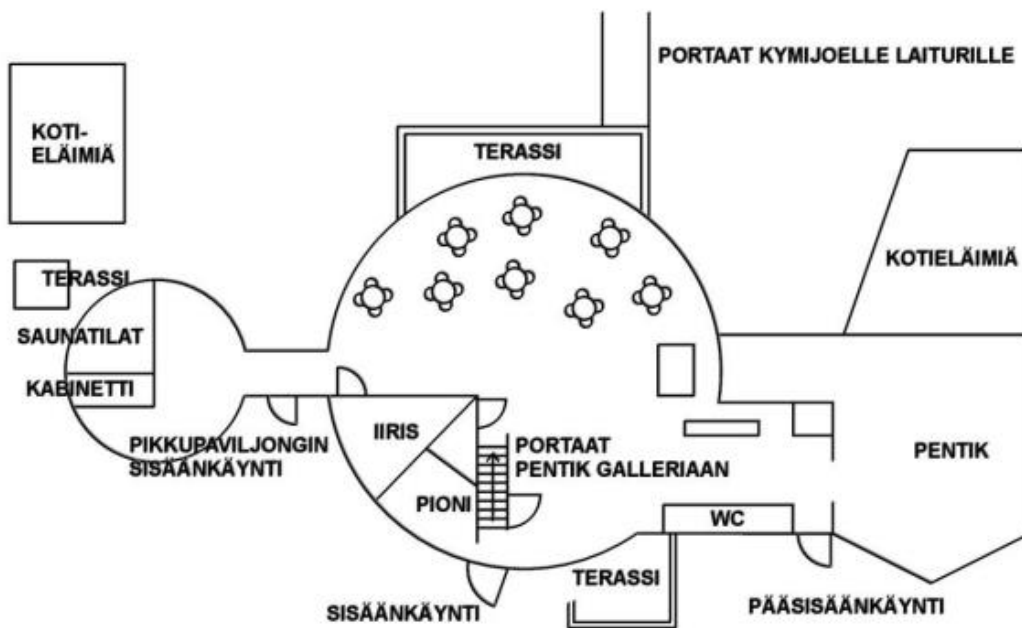 PORTAAT KYMIJOELLE LAITURILLE
KOTI-
ELÄIMIÄ
TERASSI
KOTIELÄIMIÄ
TERASSI
SAUNATILAT
KABINETTI
PIKKUPAVILJONGIN
SISÄÄNKÄYNTI
IIRIS
PORTAAT
PENTIK GALLERIAAN
PENTIK
PIONI
WC
TERASSI
SISÄÄNKÄYNTI
PÄÄSISÄÄNKÄYNTI